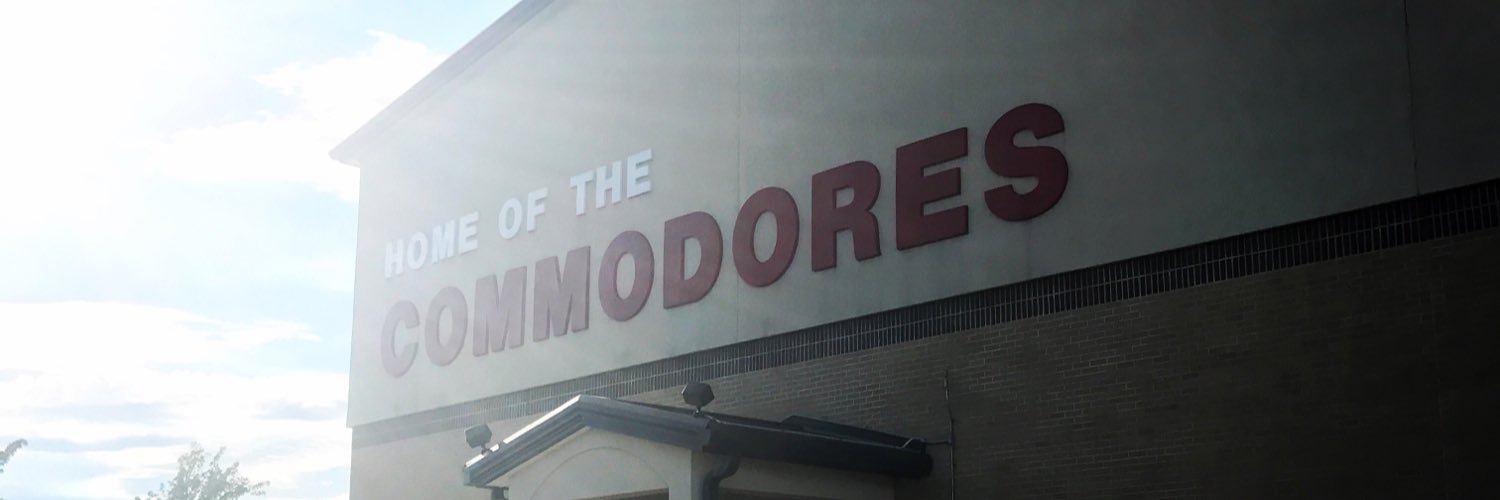 HOME OF THE
COMMODORES